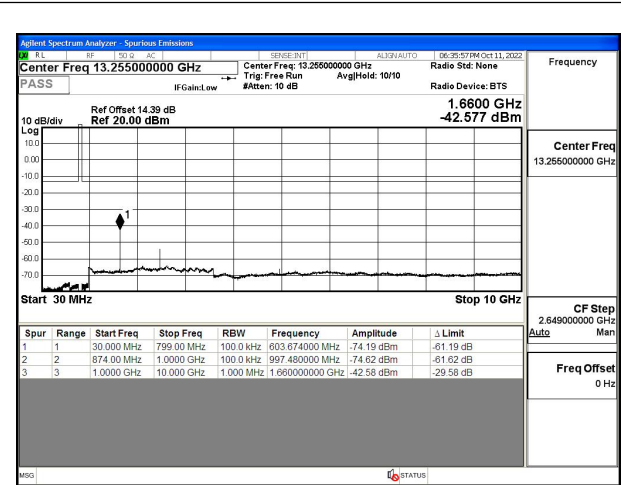 Agilent Spectrum Analyzer - Spurious Emissions
RL RF 50 Ω AC SENSE:INT ALIGN AUTO 06:35:57 PM Oct 11, 2022
Center Freq 13.255000000 GHz
Center Freq: 13.255000000 GHz
Radio Std: None
Trig: Free Run Avg|Hold: 10/10
PASS
IFGain:Low
#Atten: 10 dB
Radio Device: BTS
Frequency
Ref Offset 14.39 dB
1.6600 GHz
10 dB/div Ref 20.00 dBm
-42.577 dBm
Log
10.0
0.00
-10.0
-20.0
-30.0
-40.0
-50.0
-60.0
-70.0
1
Start 30 MHz
Stop 10 GHz
Center Freq
13.255000000 GHz
CF Step
2.649000000 GHz
Auto Man
Freq Offset
0 Hz
Spur Range Start Freq Stop Freq RBW Frequency Amplitude Δ Limit
1 1 30.000 MHz 799.00 MHz 100.0 kHz 603.674000 MHz -74.19 dBm -61.19 dB
2 2 874.00 MHz 1.0000 GHz 100.0 kHz 997.480000 MHz -74.62 dBm -61.62 dB
3 3 1.0000 GHz 10.000 GHz 1.000 MHz 1.660000000 GHz -42.58 dBm -29.58 dB
MSG
STATUS